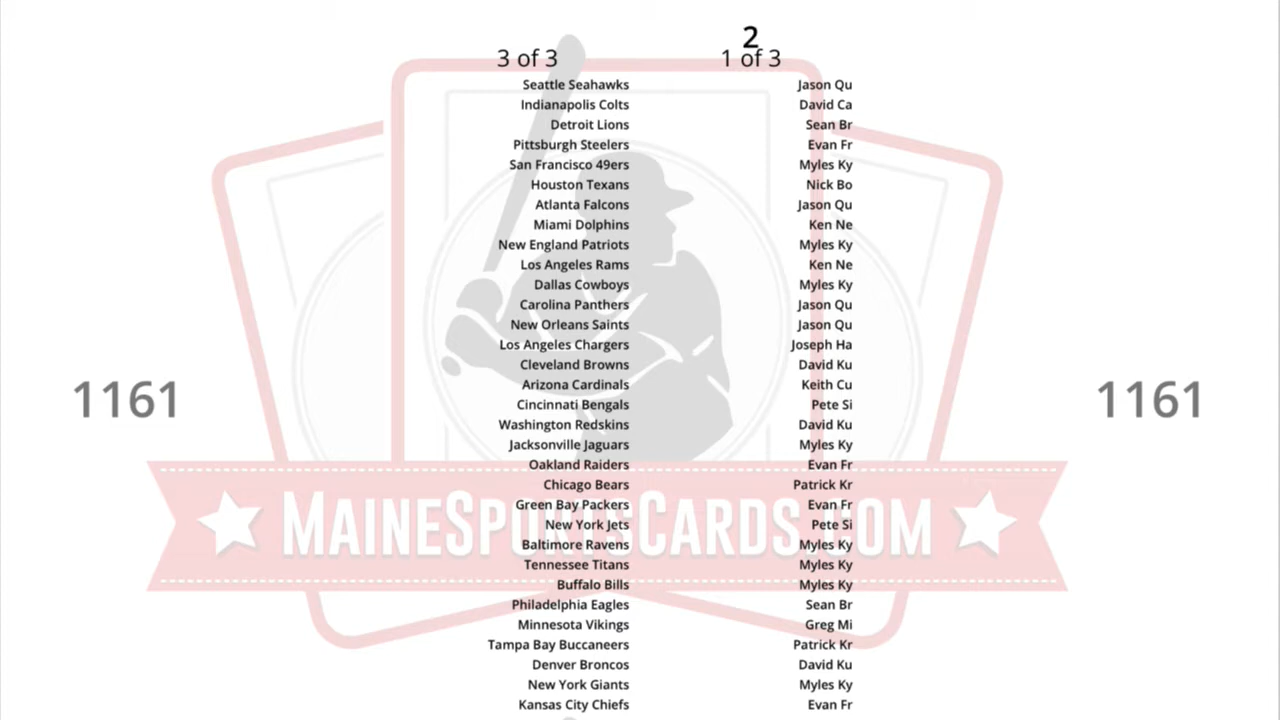 2
3 of 3 1 of 3
Seattle Seahawks Jason Qu
Indianapolis Colts David Ca
Detroit Lions Sean Br
Pittsburgh Steelers Evan Fr
San Francisco 49ers Myles Ky
Houston Texans Nick Bo
Atlanta Falcons Jason Qu
Miami Dolphins Ken Ne
New England Patriots Myles Ky
Los Angeles Rams Ken Ne
Dallas Cowboys Myles Ky
Carolina Panthers Jason Qu
New Orleans Saints Jason Qu
Los Angeles Chargers Joseph Ha
Cleveland Browns David Ku
Arizona Cardinals Keith Cu
1161 1161
Cincinnati Bengals Pete Si
Washington Redskins David Ku
Jacksonville Jaguars Myles Ky
Oakland Raiders Evan Fr
Chicago Bears Patrick Kr
Green Bay Packers Evan Fr
MAINESPORTSCARDS.COM
New York Jets Pete Si
Baltimore Ravens Myles Ky
Tennessee Titans Myles Ky
Buffalo Bills Myles Ky
Philadelphia Eagles Sean Br
Minnesota Vikings Greg Mi
Tampa Bay Buccaneers Patrick Kr
Denver Broncos David Ku
New York Giants Myles Ky
Kansas City Chiefs Evan Fr